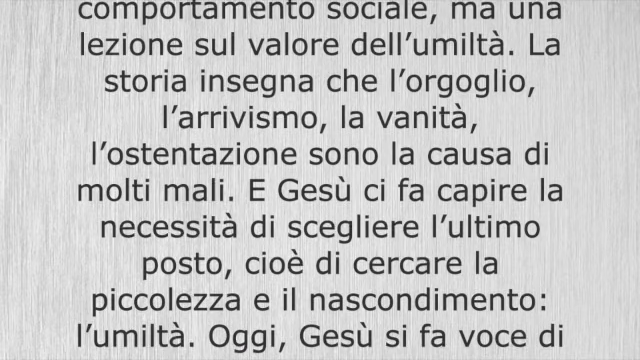 comportamento sociale, ma una
lezione sul valore dell’umiltà. La
storia insegna che l’orgoglio,
l’arrivismo, la vanità,
l’ostentazione sono la causa di
molti mali. E Gesù ci fa capire la
necessità di scegliere l’ultimo
posto, cioè di cercare la
piccolezza e il nascondimento:
l’umiltà. Oggi, Gesù si fa voce di